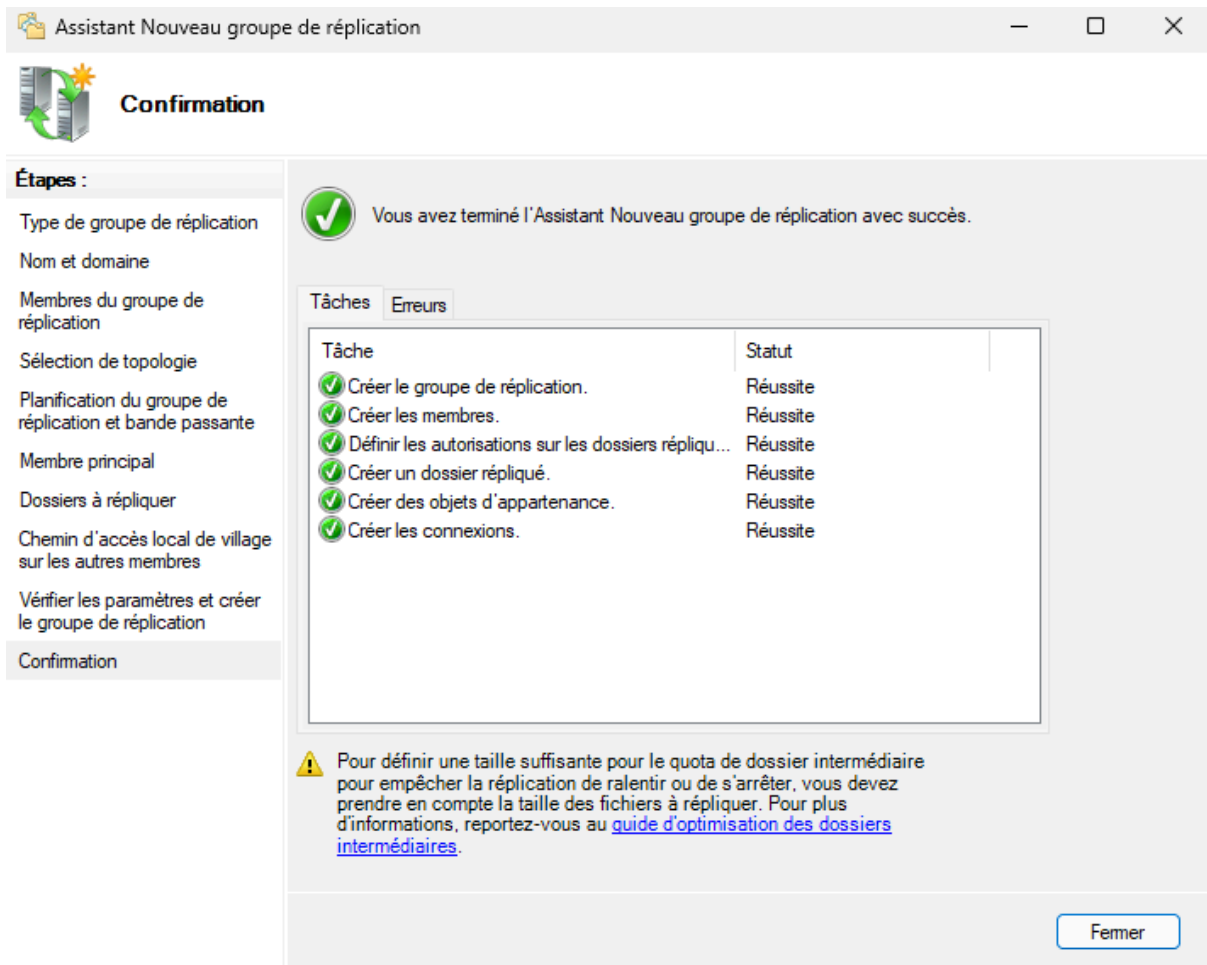 Assistant Nouveau groupe de réplication
Confirmation
Étapes :
Type de groupe de réplication
Nom et domaine
Membres du groupe de
réplication
Sélection de topologie
Planification du groupe de
réplication et bande passante
Membre principal
Dossiers à répliquer
Chemin d'accès local de village
sur les autres membres
Vérifier les paramètres et créer
le groupe de réplication
Confirmation
Vous avez terminé l'Assistant Nouveau groupe de réplication avec succès.
Tâches Erreurs
Tâche Statut
Créer le groupe de réplication. Réussite
Créer les membres. Réussite
Définir les autorisations sur les dossiers répliqu... Réussite
Créer un dossier répliqué. Réussite
Créer des objets d'appartenance. Réussite
Créer les connexions. Réussite
Pour définir une taille suffisante pour le quota de dossier intermédiaire
pour empêcher la réplication de ralentir ou de s'arrêter, vous devez
prendre en compte la taille des fichiers à répliquer. Pour plus
d'informations, reportez-vous au guide d'optimisation des dossiers
intermédiaires.
Fermer